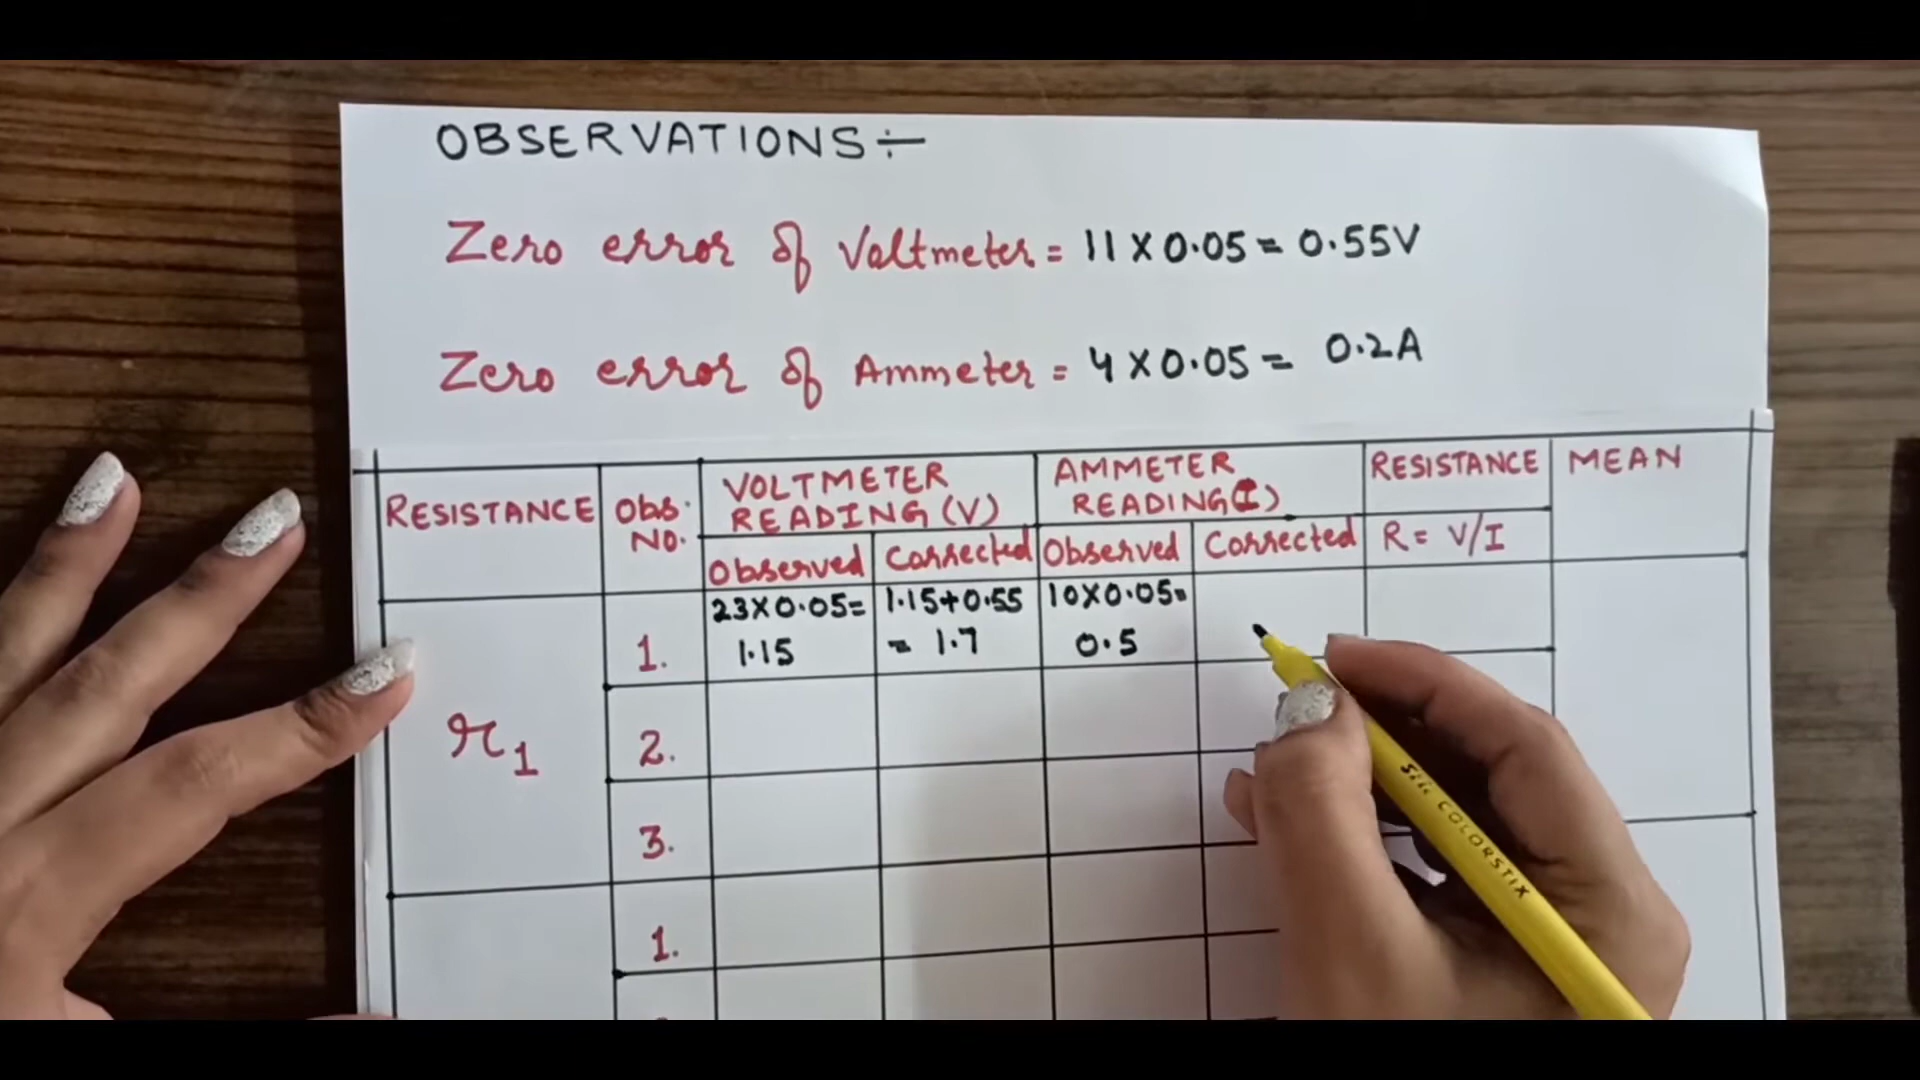 OBSERVATIONS÷
Zero error of Voltmeter = 11 X 0.05 = 0.55V
Zero error of Ammeter = 4 X 0.05 = 0.2A
RESISTANCE
Obs. No.
VOLTMETER
READING (V)
AMMETER
READING(I)
RESISTANCE
MEAN
Observed Corrected Observed Corrected R = V/I
r1
1.
23X0.05=
1.15
1.15+0.55
= 1.7
10X0.05=
0.5
2.
3.
1.
COLORSTIX